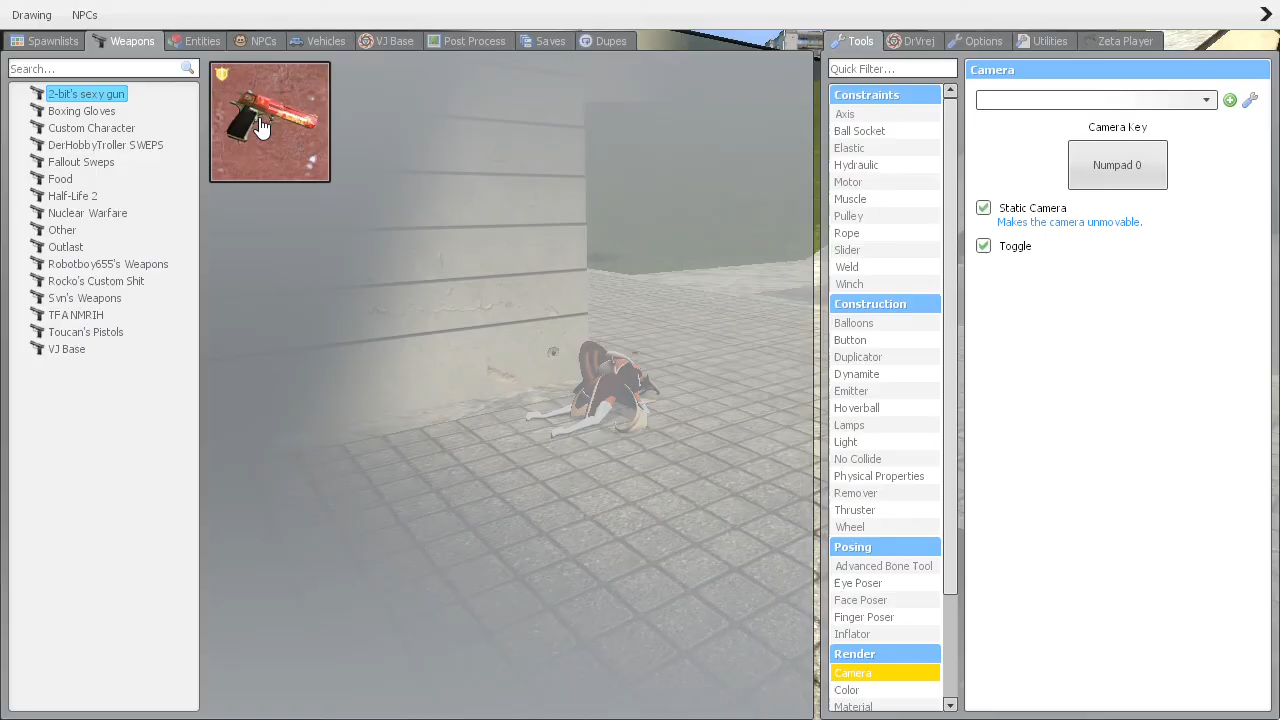 Drawing NPCs
Spawnlists Weapons Entities NPCs Vehicles VJ Base Post Process Saves Dupes
Tools DrVrej Options Utilities Zeta Player
Search...
2-bit's sexy gun
Boxing Gloves
Custom Character
DerHobbyTroller SWEPS
Fallout Sweps
Food
Half-Life 2
Nuclear Warfare
Other
Outlast
Robotboy655's Weapons
Rocko's Custom Shit
Svn's Weapons
TFA NMRIH
Toucan's Pistols
VJ Base
Quick Filter...
Constraints
Axis
Ball Socket
Elastic
Hydraulic
Motor
Muscle
Pulley
Rope
Slider
Weld
Winch
Construction
Balloons
Button
Duplicator
Dynamite
Emitter
Hoverball
Lamps
Light
No Collide
Physical Properties
Remover
Thruster
Wheel
Posing
Advanced Bone Tool
Eye Poser
Face Poser
Finger Poser
Inflator
Render
Camera
Color
Material
Camera
Camera Key
Numpad 0
Static Camera
Makes the camera unmovable.
Toggle